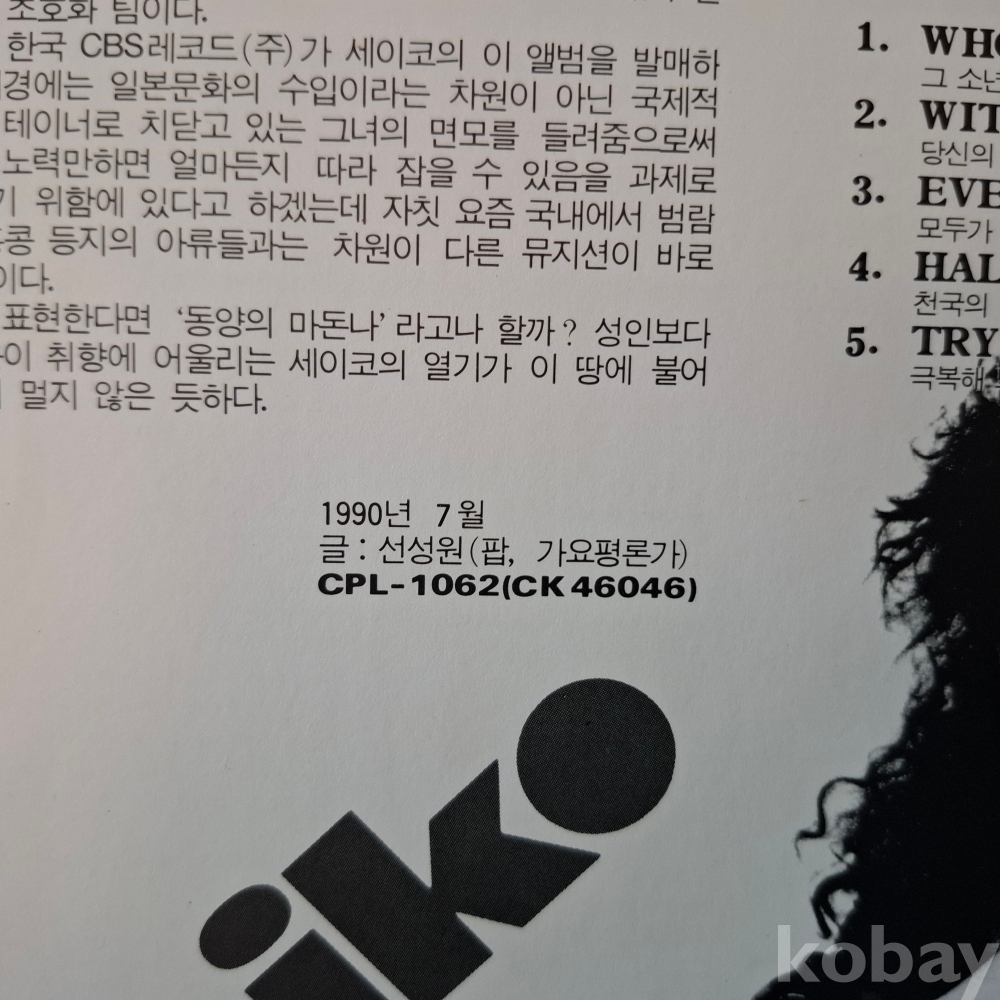 조호화 팀이다.
한국 CBS레코드(주)가 세이코의 이 앨범을 발매하
경에는 일본문화의 수입이라는 차원이 아닌 국제적
테이너로 치닫고 있는 그녀의 면모를 들려줌으로써
노력만하면 얼마든지 따라 잡을 수 있음을 과제로
기 위함에 있다고 하겠는데 자칫 요즘 국내에서 범람
홍콩 등지의 아류들과는 차원이 다른 뮤지션이 바로
이다.
표현한다면 '동양의 마돈나'라고나 할까? 성인보다
이 취향에 어울리는 세이코의 열기가 이 땅에 불어
멀지 않은 듯하다.
1990년 7월
글 : 선성원(팝, 가요평론가)
CPL-1062(CK 46046)
iko
1. WHO
그 소년
2. WIT
당신의
3. EVE
모두가
4. HAL
천국의
5. TRY
극복해
kobay